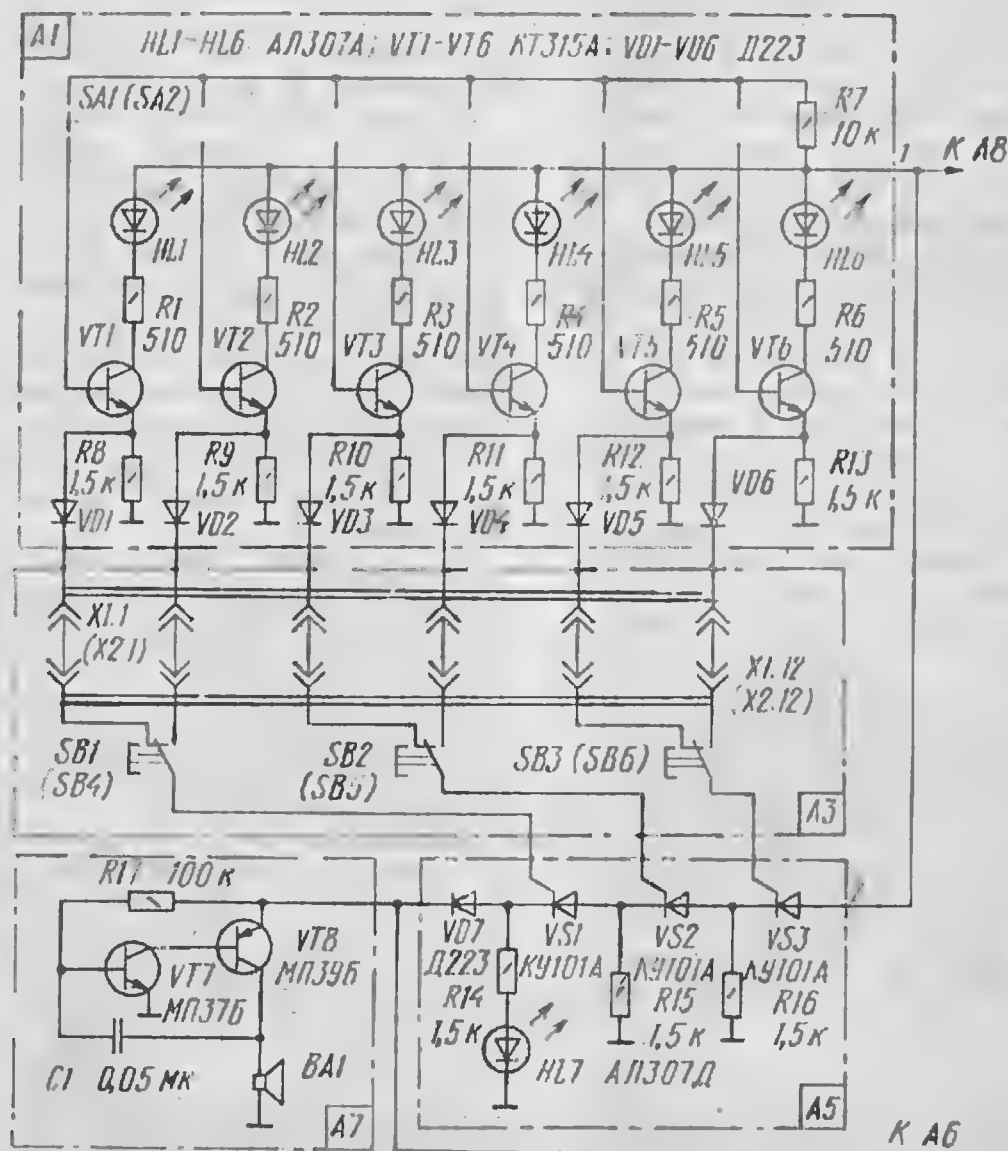 A1
HL1-HL6 АЛ307А; VT1-VT6 КТ315А; VD1-VD6 Д223
SA1 (SA2)
R7
10 к
1
К А8
HL1
HL2
HL3
HL4
HL5
HL6
R1
510
R2
510
R3
510
R4
510
R5
510
R6
510
VT1
VT2
VT3
VT4
VT5
VT6
R8
1,5 к
VD1
R9
1,5 к
VD2
R10
1,5 к
VD3
R11
1,5 к
VD4
R12
1,5 к
VD5
VD6
R13
1,5 к
X1.1
(X2.1)
X1.12
(X2.12)
SB1
(SB4)
SB2
(SB5)
SB3 (SB6)
A3
R17 100 к
VT7
МП37Б
VT8
МП39Б
C1 0,05 мк
BA1
A7
VD7
Д223
VS1
КУ101А
VS2
КУ101А
VS3
КУ101А
R14
1,5 к
R15
1,5 к
R16
1,5 к
HL7 АЛ307Д
A5
К А6